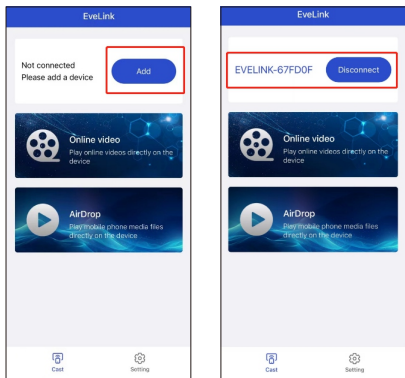 EveLink
Not connected
Please add a device
Add
Online video
Play online videos directly on the
device
AirDrop
Play mobile phone media files
directly on the device
Cast
Setting
EveLink
EVELINK-67FD0F
Disconnect
Online video
Play online videos directly on the
device
AirDrop
Play mobile phone media files
directly on the device
Cast
Setting